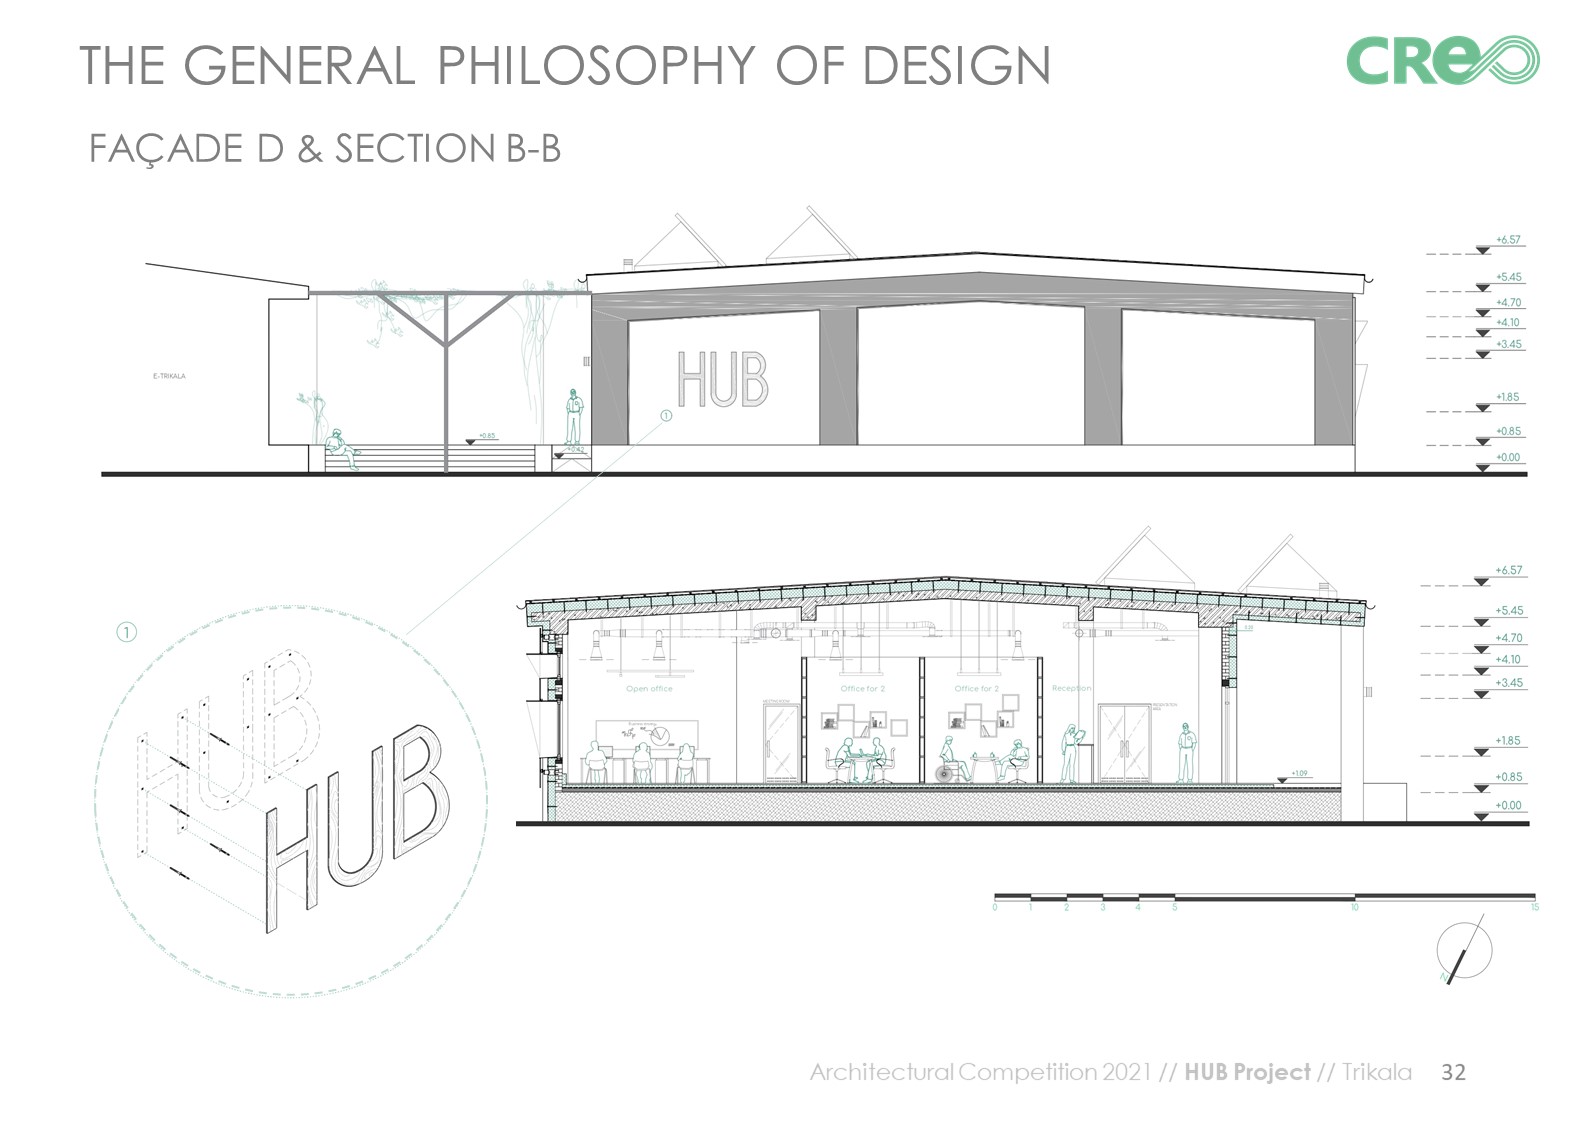 THE GENERAL PHILOSOPHY OF DESIGN
CREO
FAÇADE D & SECTION B-B
+6.57
+5.45
+4.70
+4.10
+3.45
+1.85
+0.85
+0.00
E-TRIKALA
HUB
1
+0.85
+6.57
+5.45
+4.70
+4.10
+3.45
+1.85
+0.85
+0.00
1
HUB
HUB
Open office
Office for 2
Office for 2
Reception
+1.09
0 1 2 3 4 5 10 15
N
Architectural Competition 2021 // HUB Project // Trikala 32